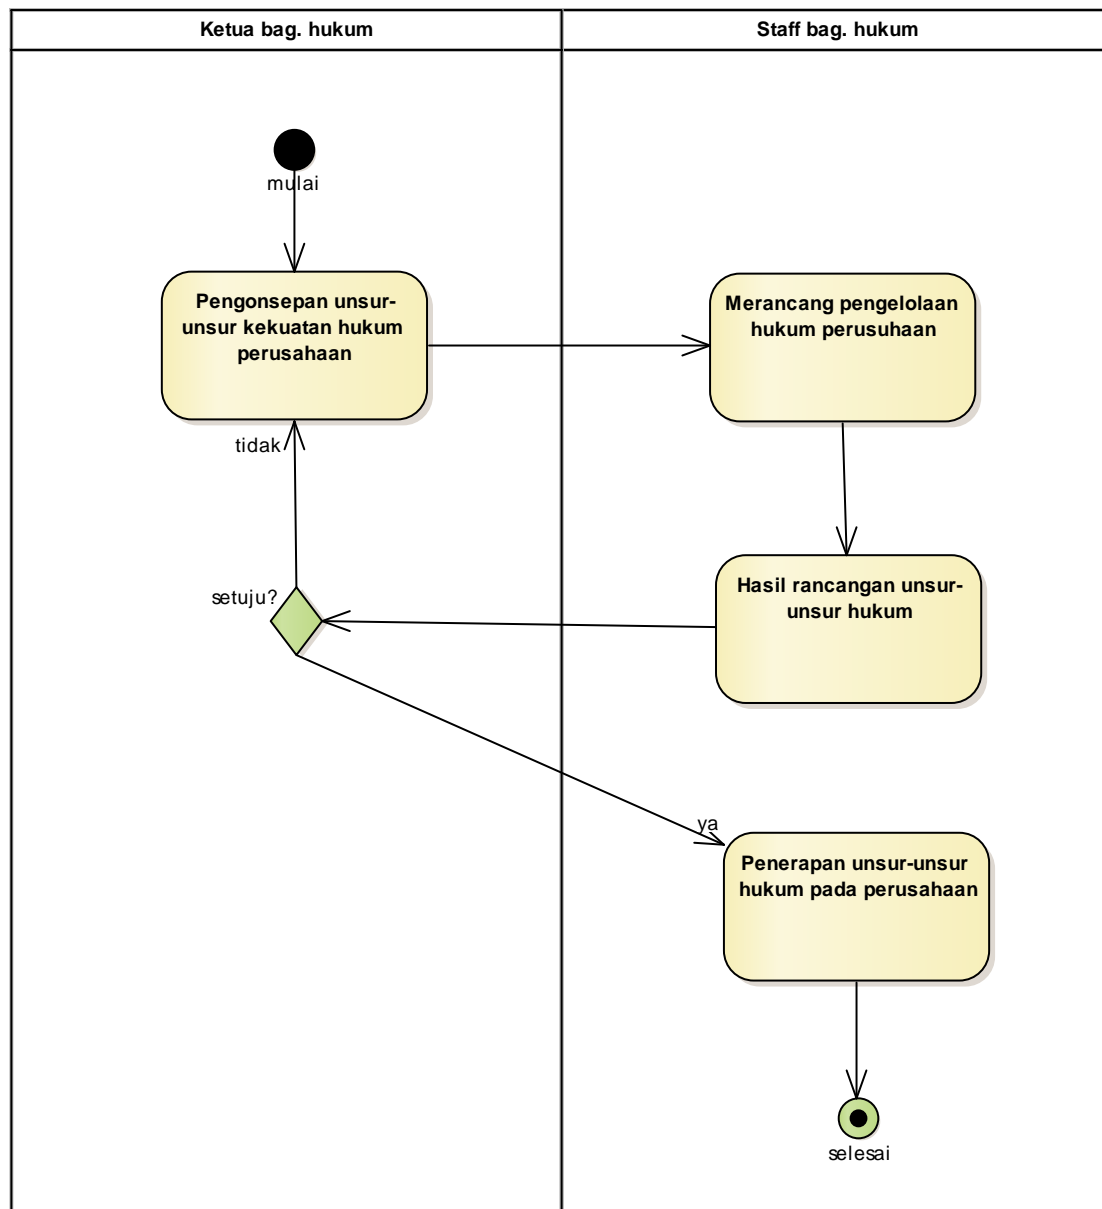 Ketua bag. hukum
Staff bag. hukum
mulai
Pengonsepan unsur-
unsur kekuatan hukum
perusahaan
Merancang pengelolaan
hukum perusuhaan
tidak
setuju?
Hasil rancangan unsur-
unsur hukum
ya
Penerapan unsur-unsur
hukum pada perusahaan
selesai